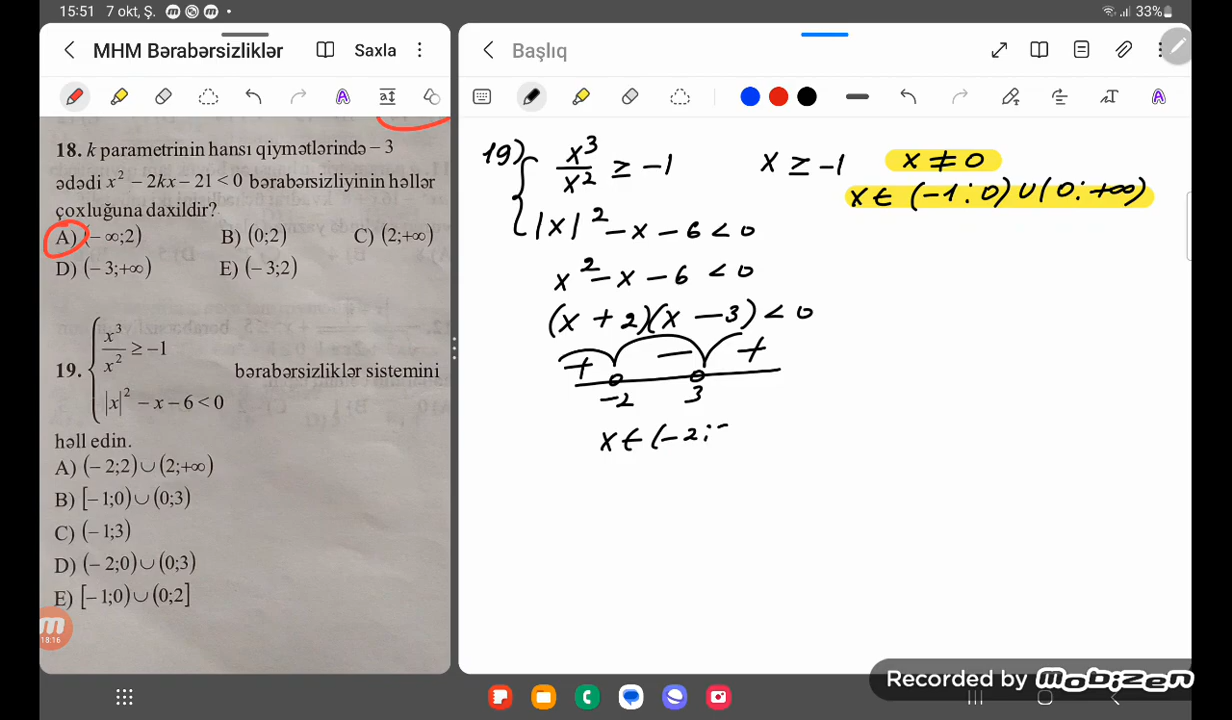 15:51 7 okt, Ş. 33%
MHM Bərabərsizliklər Saxla
18. k parametrinin hansı qiymətlərində – 3
ədədi x² – 2kx – 21 < 0 bərabərsizliyinin həllər
çoxluğuna daxildir?
A) (– ∞;2) B) (0;2) C) (2;+∞)
D) (– 3;+∞) E) (– 3;2)
19. { x³/x² ≥ –1
|x|² – x – 6 < 0 bərabərsizliklər sistemini
həll edin.
A) (– 2;2) ∪ (2;+∞)
B) [– 1;0) ∪ (0;3)
C) (– 1;3)
D) (– 2;0) ∪ (0;3)
E) [– 1;0) ∪ (0;2]
m
18:16
Başlıq
19) { x³/x² ≥ –1 x ≥ –1 x ≠ 0
x ∈ (–1 ; 0) ∪ (0 ; +∞)
|x|² – x – 6 < 0
x² – x – 6 < 0
(x + 2)(x – 3) < 0
+ – +
–2 3
x ∈ (–2 ;
Recorded by mobizen